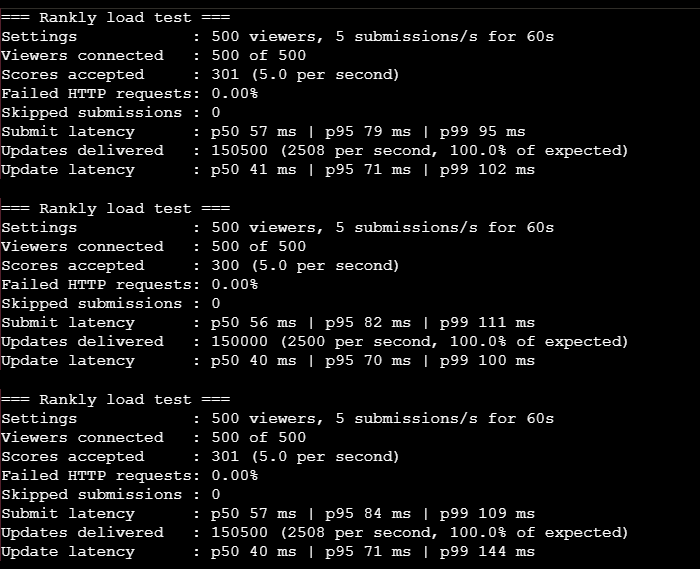 === Rankly load test ===
Settings            : 500 viewers, 5 submissions/s for 60s
Viewers connected   : 500 of 500
Scores accepted     : 301 (5.0 per second)
Failed HTTP requests: 0.00%
Skipped submissions : 0
Submit latency      : p50 57 ms | p95 79 ms | p99 95 ms
Updates delivered   : 150500 (2508 per second, 100.0% of expected)
Update latency      : p50 41 ms | p95 71 ms | p99 102 ms

=== Rankly load test ===
Settings            : 500 viewers, 5 submissions/s for 60s
Viewers connected   : 500 of 500
Scores accepted     : 300 (5.0 per second)
Failed HTTP requests: 0.00%
Skipped submissions : 0
Submit latency      : p50 56 ms | p95 82 ms | p99 111 ms
Updates delivered   : 150000 (2500 per second, 100.0% of expected)
Update latency      : p50 40 ms | p95 70 ms | p99 100 ms

=== Rankly load test ===
Settings            : 500 viewers, 5 submissions/s for 60s
Viewers connected   : 500 of 500
Scores accepted     : 301 (5.0 per second)
Failed HTTP requests: 0.00%
Skipped submissions : 0
Submit latency      : p50 57 ms | p95 84 ms | p99 109 ms
Updates delivered   : 150500 (2508 per second, 100.0% of expected)
Update latency      : p50 40 ms | p95 71 ms | p99 144 ms